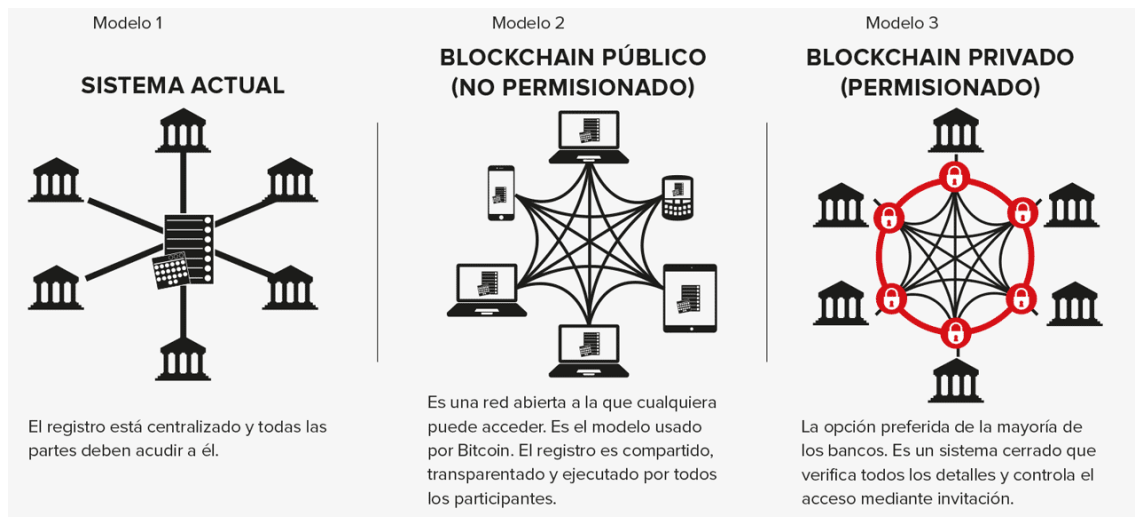 Modelo 1
SISTEMA ACTUAL
El registro está centralizado y todas las
partes deben acudir a él.
Modelo 2
BLOCKCHAIN PÚBLICO
(NO PERMISIONADO)
Es una red abierta a la que cualquiera
puede acceder. Es el modelo usado
por Bitcoin. El registro es compartido,
transparentado y ejecutado por todos
los participantes.
Modelo 3
BLOCKCHAIN PRIVADO
(PERMISIONADO)
La opción preferida de la mayoría de
los bancos. Es un sistema cerrado que
verifica todos los detalles y controla el
acceso mediante invitación.